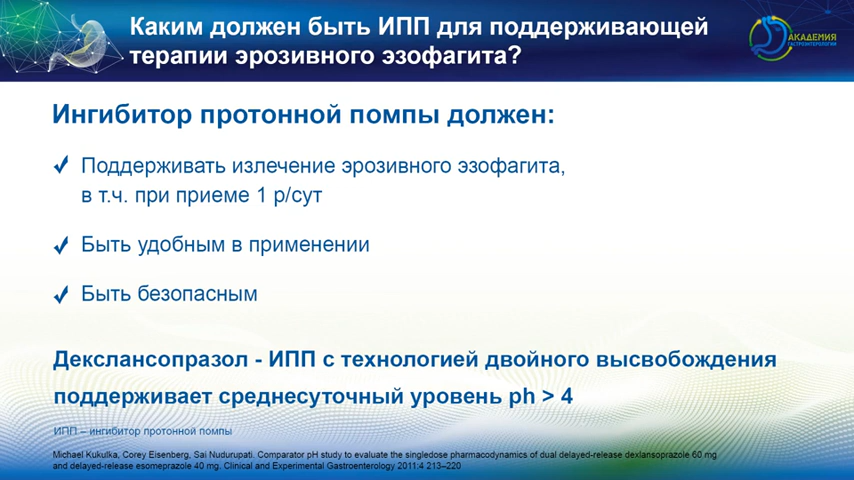 Каким должен быть ИПП для поддерживающей
терапии эрозивного эзофагита?
АКАДЕМИЯ
ГАСТРОЭНТЕРОЛОГИИ
Ингибитор протонной помпы должен:
Поддерживать излечение эрозивного эзофагита,
в т.ч. при приеме 1 р/сут
Быть удобным в применении
Быть безопасным
Декслансопразол - ИПП с технологией двойного высвобождения
поддерживает среднесуточный уровень ph > 4
ИПП – ингибитор протонной помпы
Michael Kukulka, Corey Eisenberg, Sai Nudurupati. Comparator pH study to evaluate the singledose pharmacodynamics of dual delayed-release dexlansoprazole 60 mg
and delayed-release esomeprazole 40 mg. Clinical and Experimental Gastroenterology 2011:4 213–220